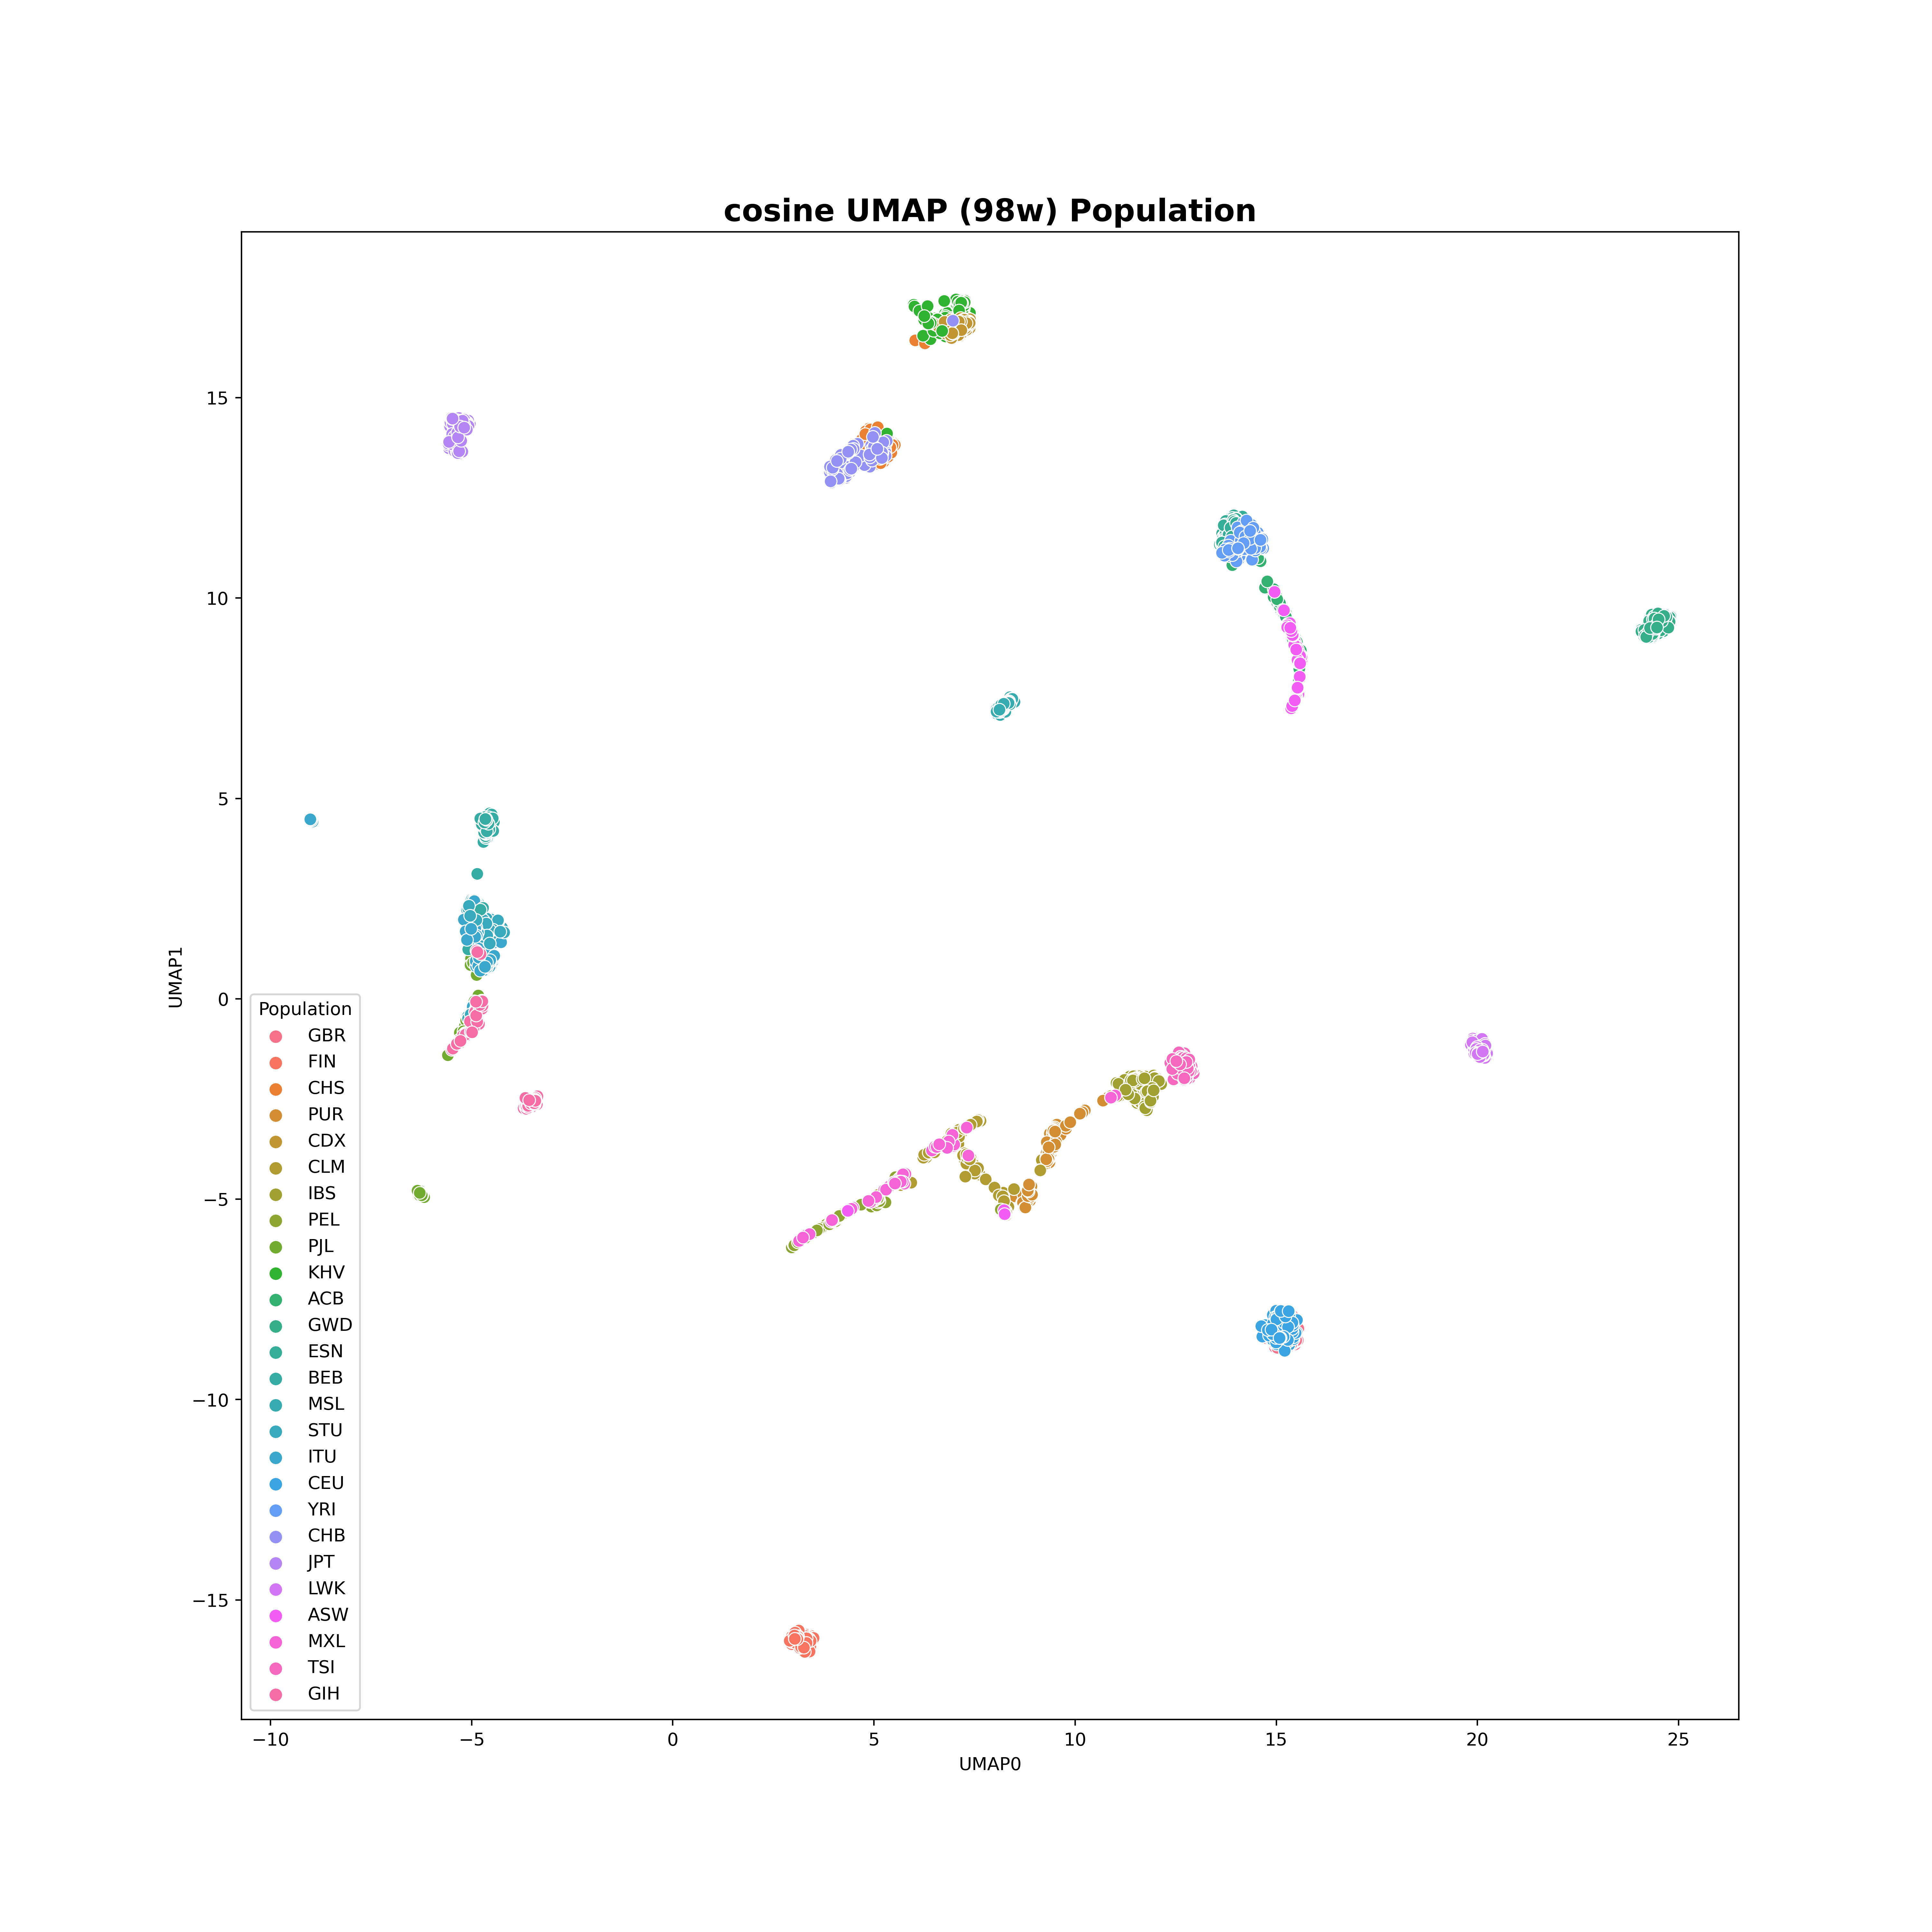 cosine UMAP (98w) Population
15
10
5
0
−5
−10
−15
UMAP1
Population
GBR
FIN
CHS
PUR
CDX
CLM
IBS
PEL
PJL
KHV
ACB
GWD
ESN
BEB
MSL
STU
ITU
CEU
YRI
CHB
JPT
LWK
ASW
MXL
TSI
GIH
−10 −5 0 5 10 15 20 25
UMAP0